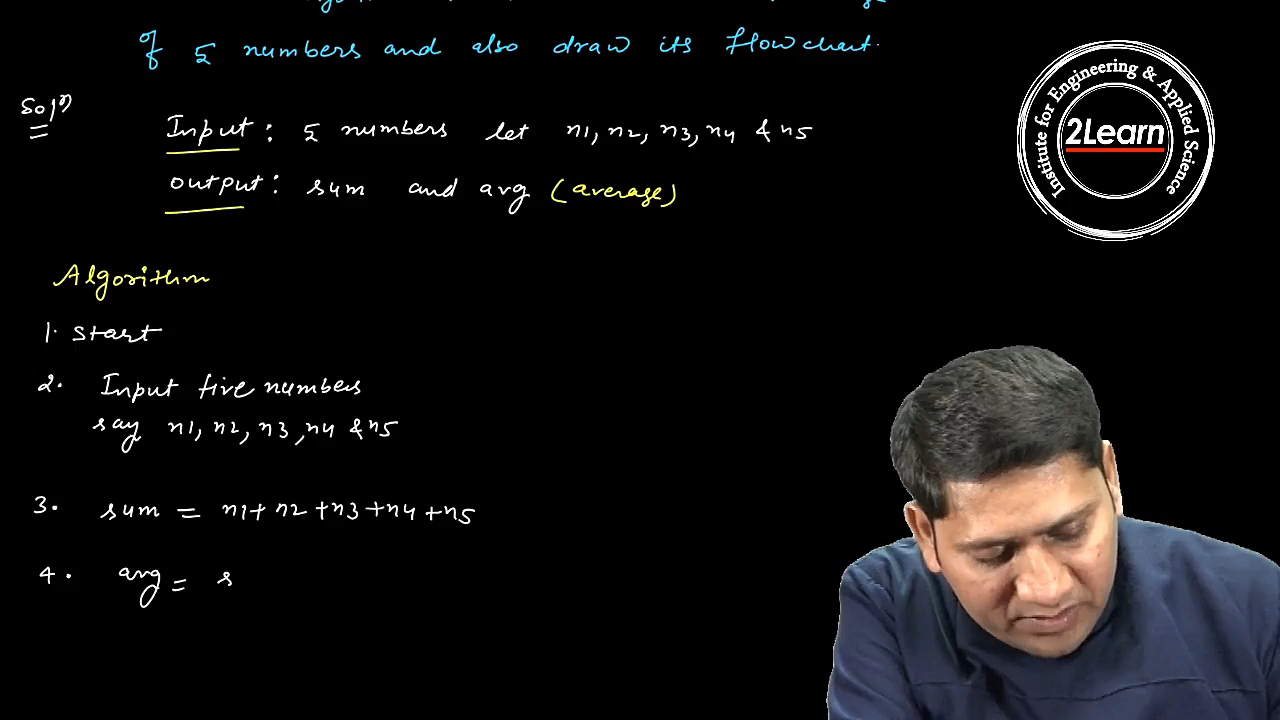 of 5 numbers and also draw its flowchart.
Soln
Input : 5 numbers let n1, n2, n3, n4 & n5
output : sum and avg (average)
Algorithm
1. Start
2. Input five numbers
say n1, n2, n3, n4 & n5
3. sum = n1+ n2 +n3 +n4 +n5
4. avg = s
Institute for Engineering & Applied Science
2Learn